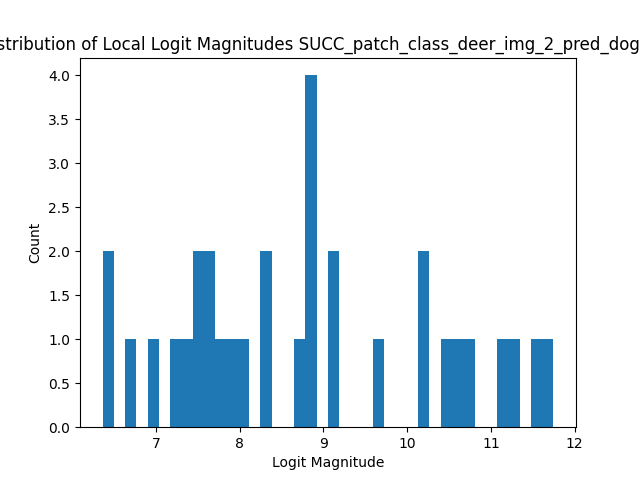 stribution of Local Logit Magnitudes SUCC_patch_class_deer_img_2_pred_dog
4.0
3.5
3.0
2.5
2.0
1.5
1.0
0.5
0.0
Count
7 8 9 10 11 12
Logit Magnitude